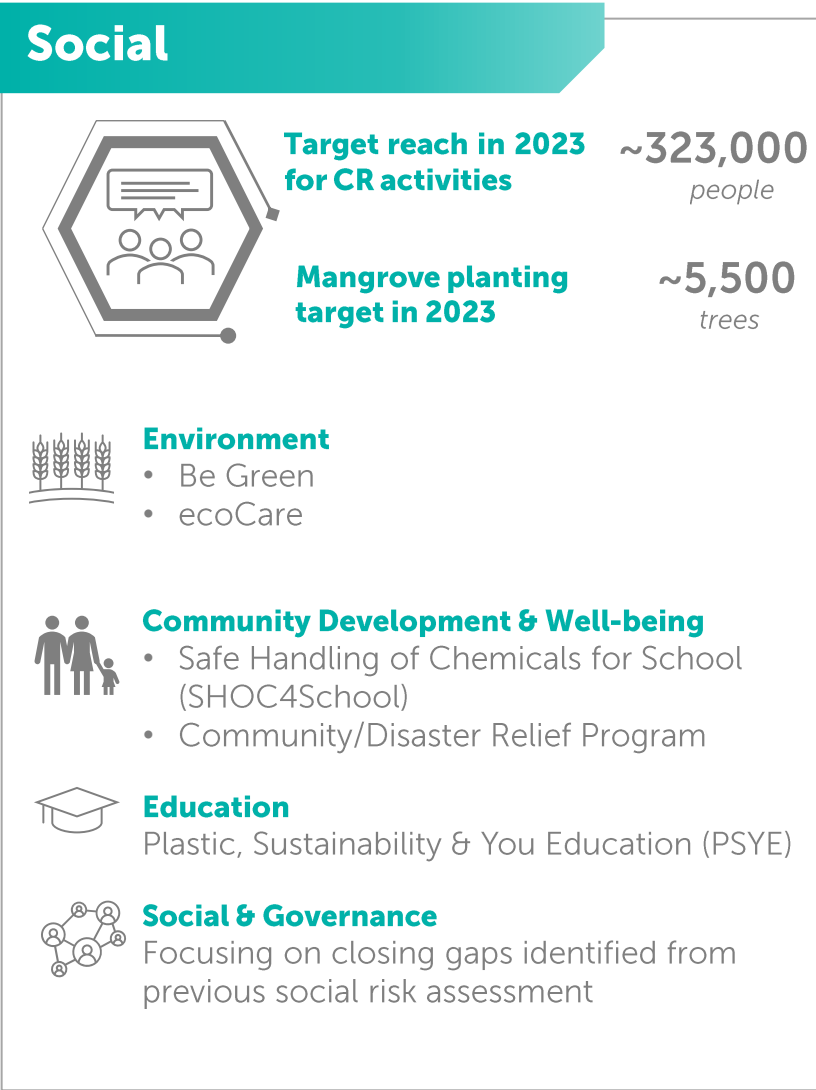 Social
Target reach in 2023
for CR activities
~323,000
people
Mangrove planting
target in 2023
~5,500
trees
Environment
• Be Green
• ecoCare
Community Development & Well-being
• Safe Handling of Chemicals for School
(SHOC4School)
• Community/Disaster Relief Program
Education
Plastic, Sustainability & You Education (PSYE)
Social & Governance
Focusing on closing gaps identified from
previous social risk assessment